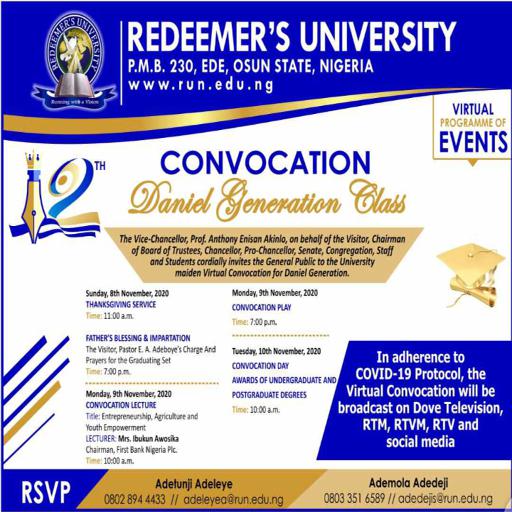 REDEEMER'S UNIVERSITY
Running with a Vision
REDEEMER'S UNIVERSITY
P.M.B. 230, EDE, OSUN STATE, NIGERIA
www.run.edu.ng
VIRTUAL
PROGRAMME OF
EVENTS
12TH
CONVOCATION
Daniel Generation Class
The Vice-Chancellor, Prof. Anthony Enisan Akinlo, on behalf of the Visitor, Chairman
of Board of Trustees, Chancellor, Pro-Chancellor, Senate, Congregation, Staff
and Students cordially invites the General Public to the University
maiden Virtual Convocation for Daniel Generation.
Sunday, 8th November, 2020
THANKSGIVING SERVICE
Time: 11:00 a.m.
FATHER'S BLESSING & IMPARTATION
The Visitor, Pastor E. A. Adeboye's Charge And
Prayers for the Graduating Set
Time: 7:00 p.m.
Monday, 9th November, 2020
CONVOCATION LECTURE
Title: Entrepreneurship, Agriculture and
Youth Empowerment
LECTURER: Mrs. Ibukun Awosika
Chairman, First Bank Nigeria Plc.
Time: 10:00 a.m.
Monday, 9th November, 2020
CONVOCATION PLAY
Time: 7:00 p.m.
Tuesday, 10th November, 2020
CONVOCATION DAY
AWARDS OF UNDERGRADUATE AND
POSTGRADUATE DEGREES
Time: 10:00 a.m.
In adherence to
COVID-19 Protocol, the
Virtual Convocation will be
broadcast on Dove Television,
RTM, RTVM, RTV and
social media
RSVP
Adetunji Adeleye
0802 894 4433 // adeleyea@run.edu.ng
Ademola Adedeji
0803 351 6589 // adedejis@run.edu.ng